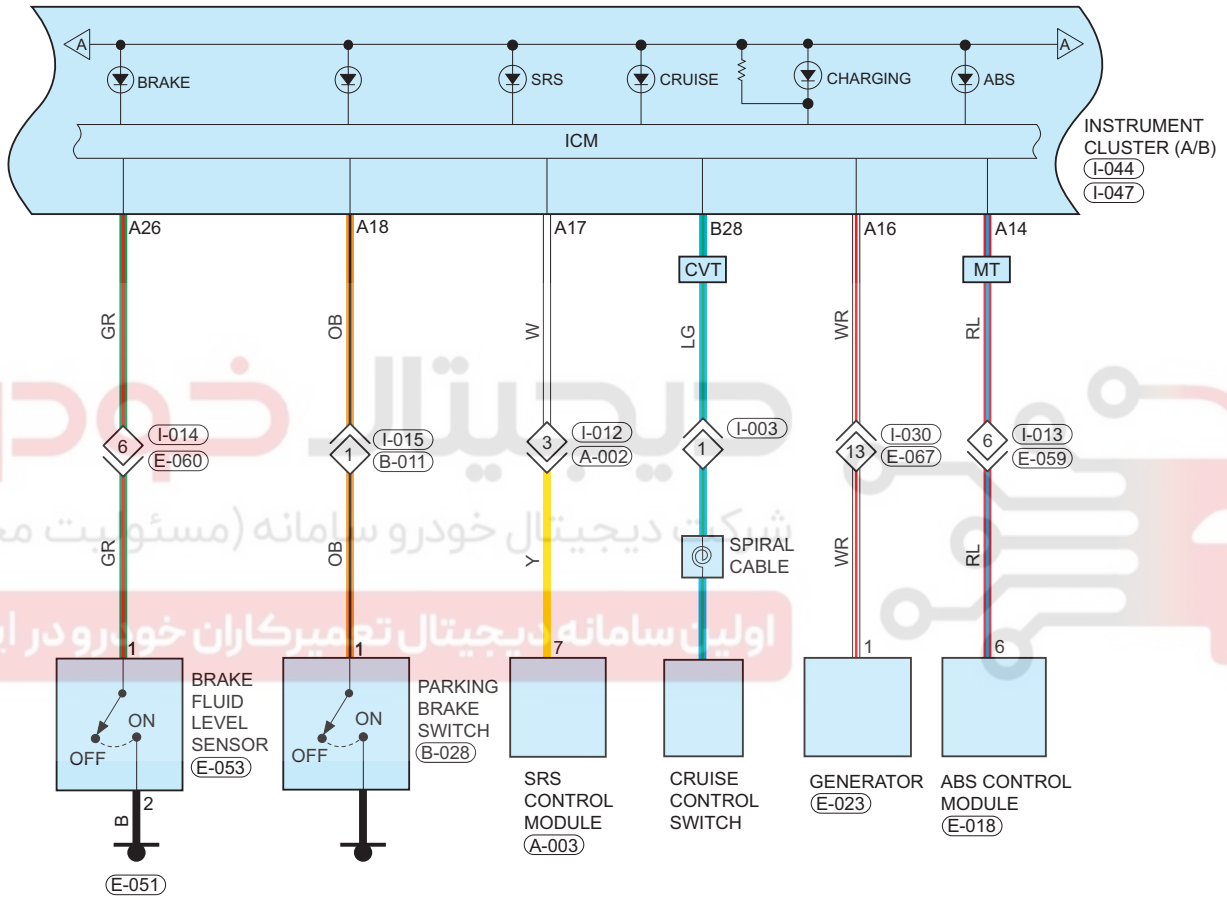 A
A
BRAKE
SRS
CRUISE
CHARGING
ABS
ICM
INSTRUMENT
CLUSTER (A/B)
I-044
I-047
A26
A18
A17
B28
A16
A14
CVT
MT
GR
OB
W
LG
WR
RL
6
I-014
E-060
1
I-015
B-011
3
I-012
A-002
1
I-003
13
I-030
E-067
6
I-013
E-059
دیجیتال خودرو
شرکت دیجیتال خودرو سامانه (مسئولیت
اولین سامانه دیجیتال تعمیرکاران خودرو در
GR
OB
Y
SPIRAL
CABLE
WR
RL
1
1
7
1
6
BRAKE
FLUID
LEVEL
SENSOR
E-053
OFF
ON
PARKING
BRAKE
SWITCH
B-028
OFF
ON
SRS
CONTROL
MODULE
A-003
CRUISE
CONTROL
SWITCH
GENERATOR
E-023
ABS CONTROL
MODULE
E-018
2
B
E-051